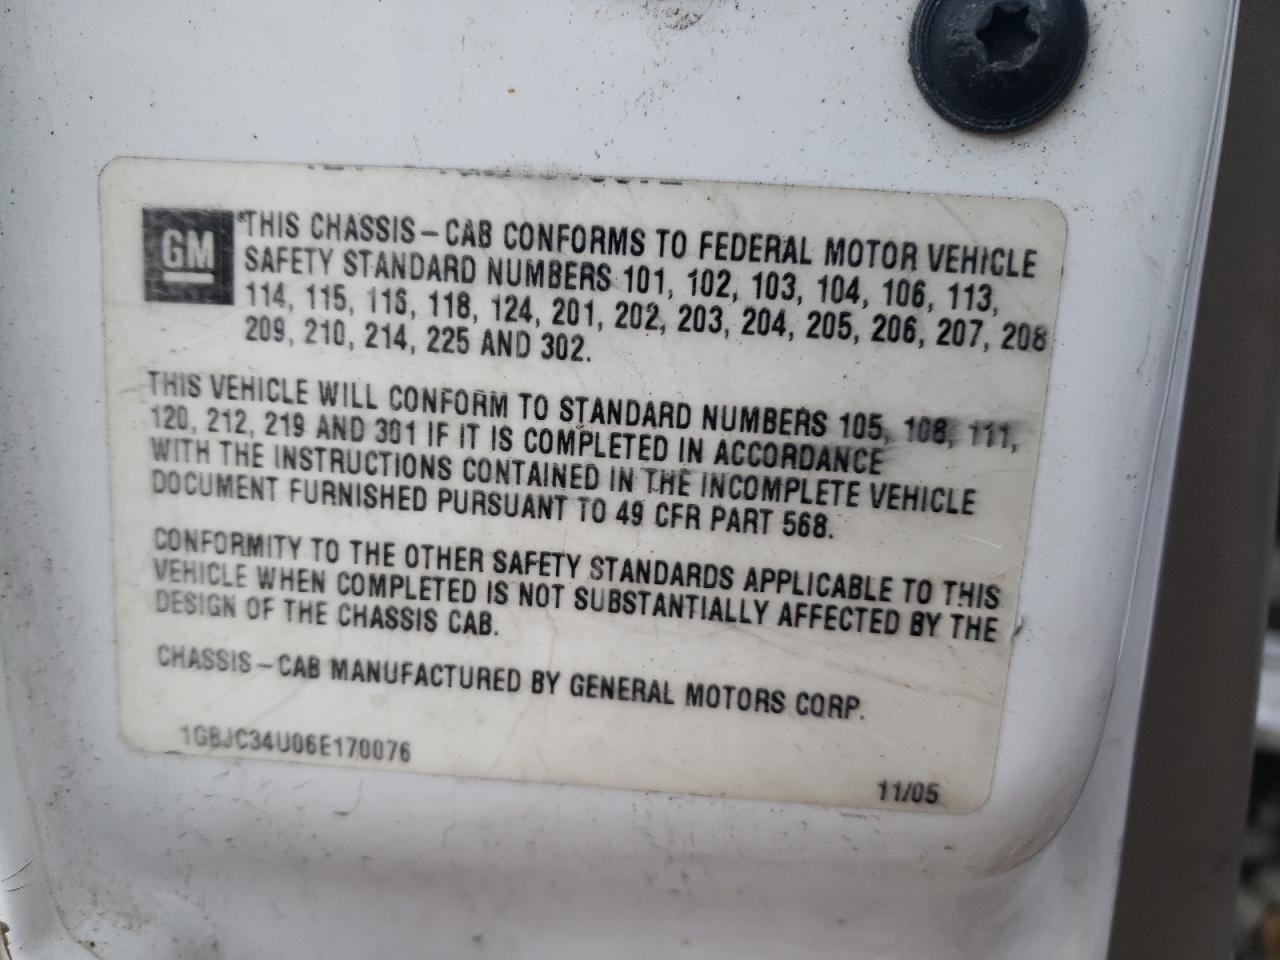 GM
THIS CHASSIS-CAB CONFORMS TO FEDERAL MOTOR VEHICLE
SAFETY STANDARD NUMBERS 101, 102, 103, 104, 106, 113,
114, 115, 116, 118, 124, 201, 202, 203, 204, 205, 206, 207, 208
209, 210, 214, 225 AND 302.
THIS VEHICLE WILL CONFORM TO STANDARD NUMBERS 105, 108, 111,
120, 212, 219 AND 301 IF IT IS COMPLETED IN ACCORDANCE
WITH THE INSTRUCTIONS CONTAINED IN THE INCOMPLETE VEHICLE
DOCUMENT FURNISHED PURSUANT TO 49 CFR PART 568.
CONFORMITY TO THE OTHER SAFETY STANDARDS APPLICABLE TO THIS
VEHICLE WHEN COMPLETED IS NOT SUBSTANTIALLY AFFECTED BY THE
DESIGN OF THE CHASSIS CAB.
CHASSIS-CAB MANUFACTURED BY GENERAL MOTORS CORP.
1GBJC34U06E170076
11/05